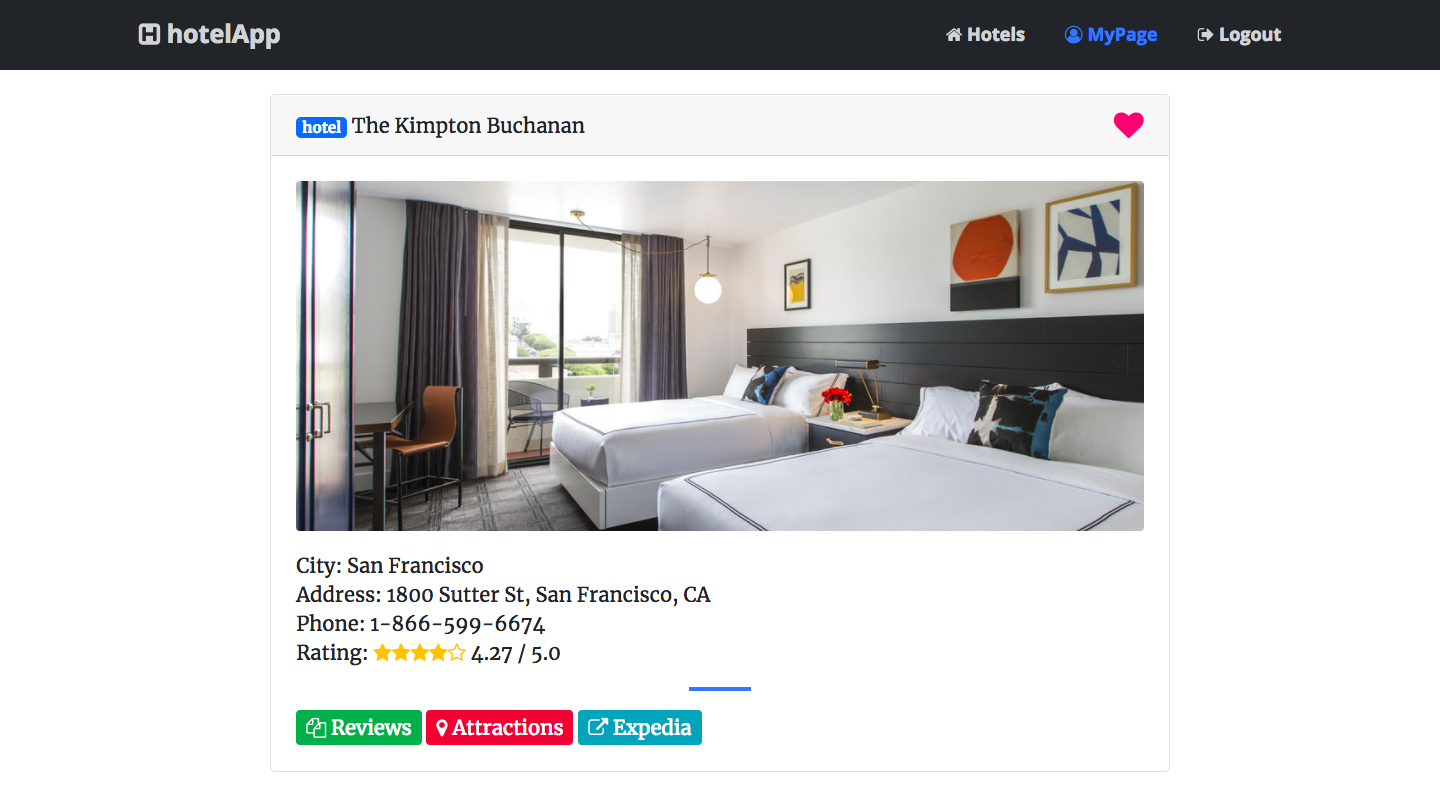 hotelApp
Hotels MyPage Logout
hotel The Kimpton Buchanan
City: San Francisco
Address: 1800 Sutter St, San Francisco, CA
Phone: 1-866-599-6674
Rating: 4.27 / 5.0
Reviews Attractions Expedia